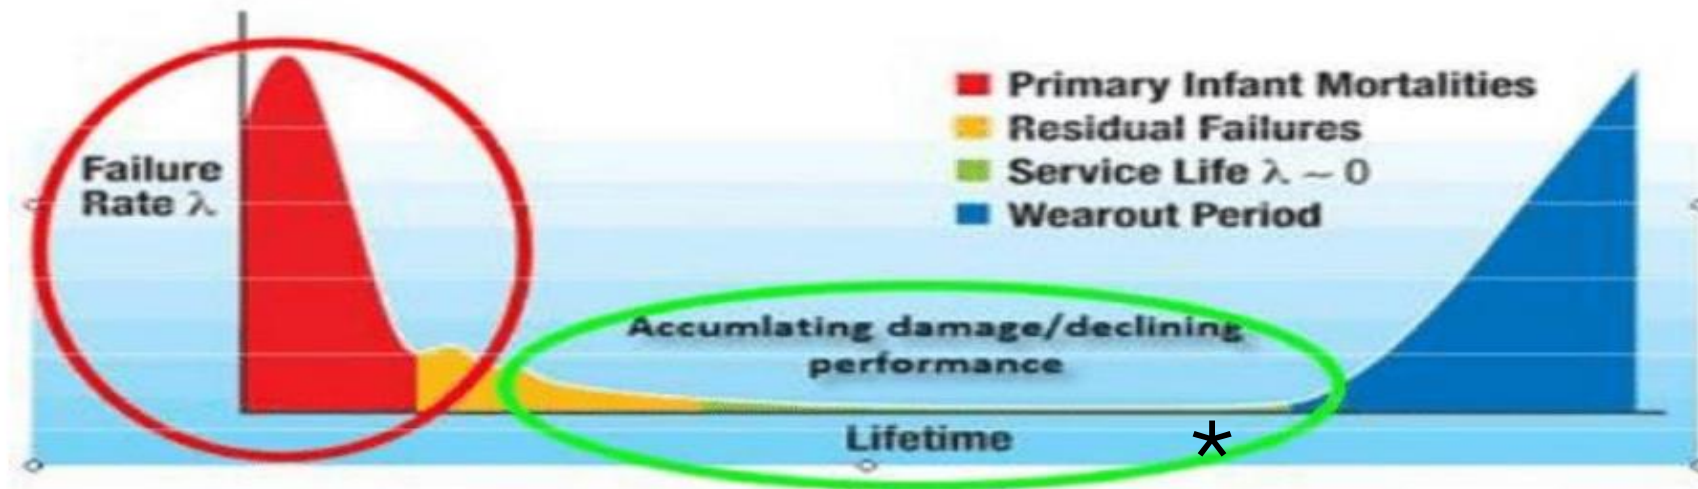 Failure
Rate λ
Primary Infant Mortalities
Residual Failures
Service Life λ ~ 0
Wearout Period
Accumlating damage/declining
performance
Lifetime
*